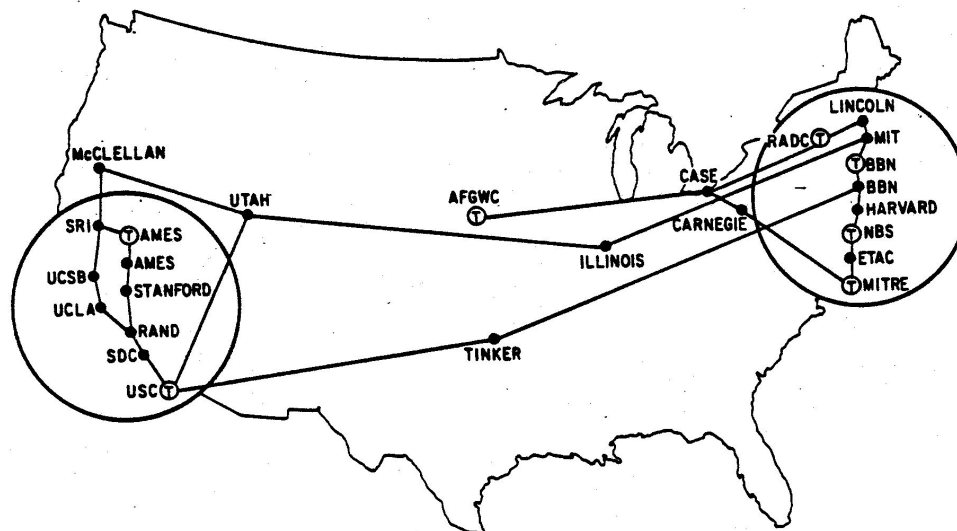 LINCOLN
RADC T
MIT
T BBN
BBN
HARVARD
T NBS
ETAC
T MITRE
McCLELLAN
UTAH
AFGWC
T
CASE
CARNEGIE
ILLINOIS
SRI
T AMES
AMES
UCSB
STANFORD
UCLA
RAND
SDC
USC T
TINKER